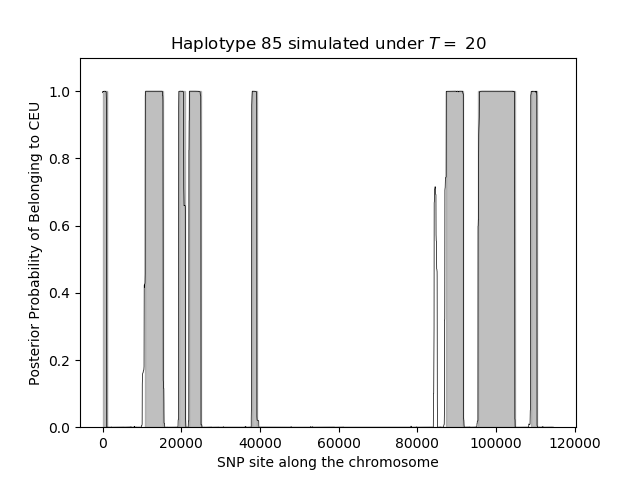 Haplotype 85 simulated under T = 20
Posterior Probability of Belonging to CEU
1.0
0.8
0.6
0.4
0.2
0.0
0 20000 40000 60000 80000 100000 120000
SNP site along the chromosome